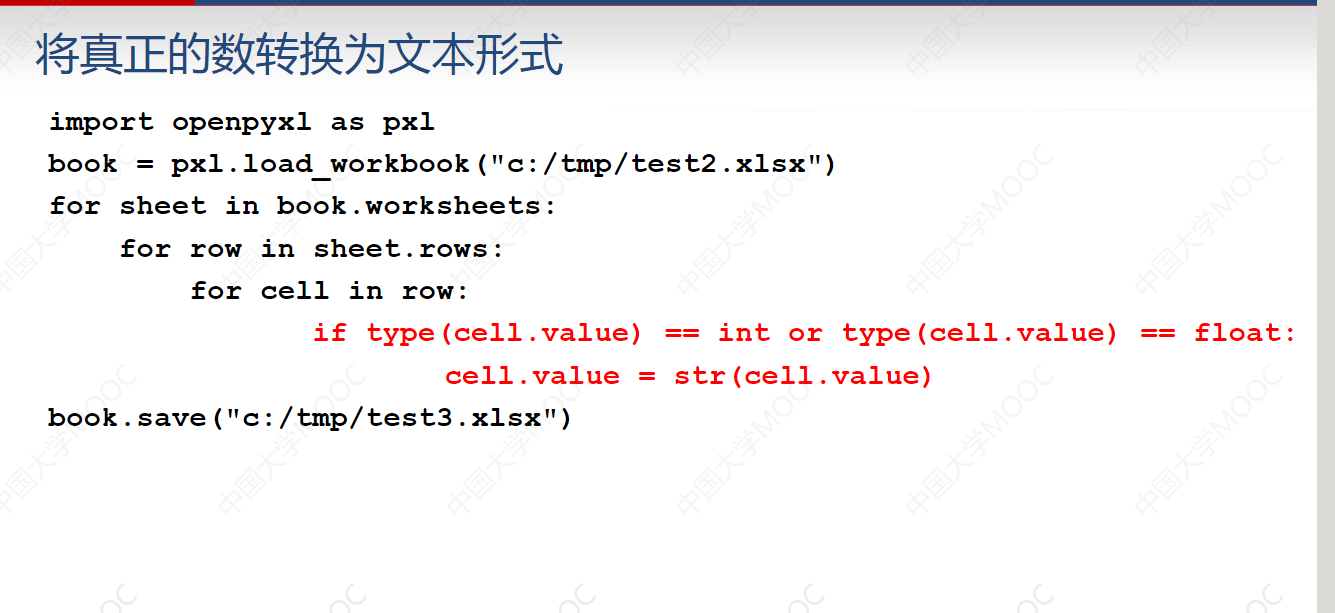 将真正的数转换为文本形式
import openpyxl as pxl
book = pxl.load_workbook("c:/tmp/test2.xlsx")
for sheet in book.worksheets:
    for row in sheet.rows:
        for cell in row:
               if type(cell.value) == int or type(cell.value) == float:
                      cell.value = str(cell.value)
book.save("c:/tmp/test3.xlsx")
中国大学MOOC